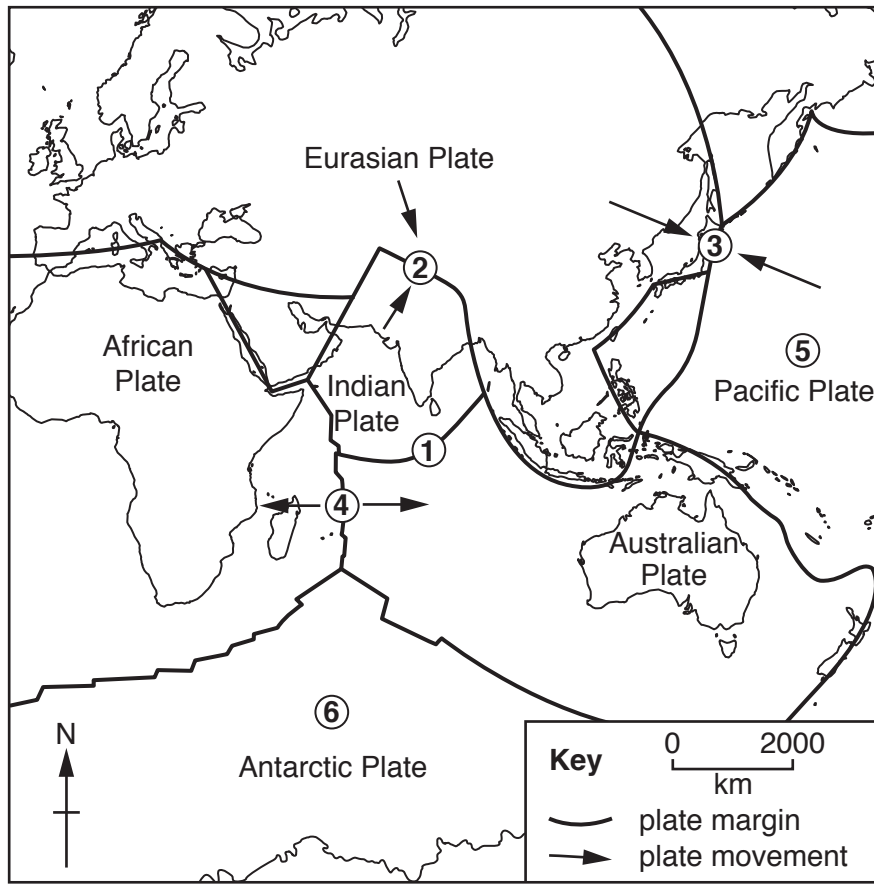 Eurasian Plate
3
2
African
Plate
5
Indian
Plate
Pacific Plate
1
4
Australian
Plate
6
N
Antarctic Plate
Key
0 2000
km
plate margin
plate movement